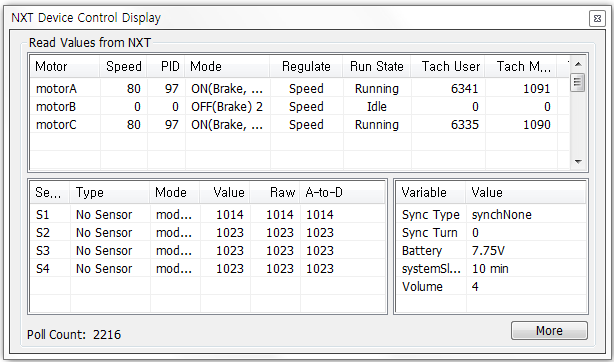 NXT Device Control Display
Read Values from NXT
Motor Speed PID Mode Regulate Run State Tach User Tach M...
motorA 80 97 ON(Brake, ... Speed Running 6341 1091
motorB 0 0 OFF(Brake) 2 Speed Idle 0 0
motorC 80 97 ON(Brake, ... Speed Running 6335 1090
Se... Type Mode Value Raw A-to-D
S1 No Sensor mod... 1014 1014 1014
S2 No Sensor mod... 1023 1023 1023
S3 No Sensor mod... 1023 1023 1023
S4 No Sensor mod... 1023 1023 1023
Variable Value
Sync Type synchNone
Sync Turn 0
Battery 7.75V
systemSl... 10 min
Volume 4
Poll Count: 2216
More